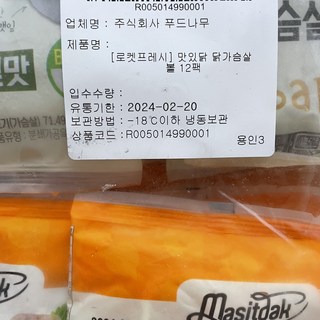 R005014990001
업체명 : 주식회사 푸드나무
제품명 :
[로켓프레시] 맛있닭 닭가슴살
볼 12팩
입수수량 :
유통기한 : 2024-02-20
보관방법 : -18℃이하 냉동보관
상품코드 : R005014990001
용인3
맛
Masitdak